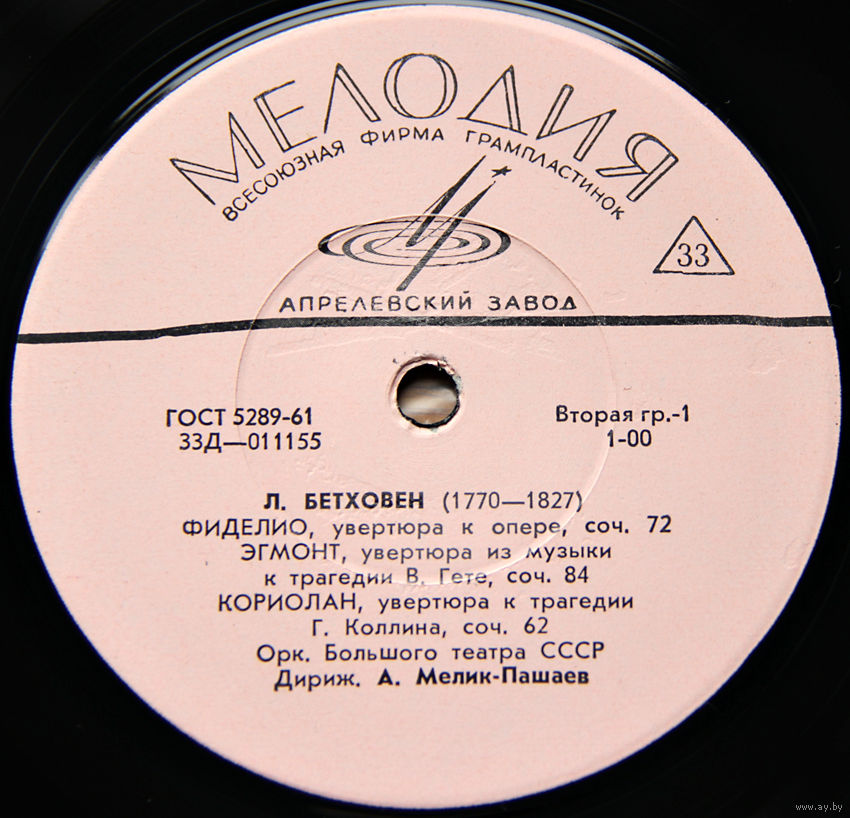 МЕЛОДИЯ
ВСЕСОЮЗНАЯ ФИРМА ГРАМПЛАСТИНОК
33
АПРЕЛЕВСКИЙ ЗАВОД
ГОСТ 5289-61
33Д—011155
Вторая гр.-1
1-00
Л. БЕТХОВЕН (1770—1827)
ФИДЕЛИО, увертюра к опере, соч. 72
ЭГМОНТ, увертюра из музыки
к трагедии В. Гете, соч. 84
КОРИОЛАН, увертюра к трагедии
Г. Коллина, соч. 62
Орк. Большого театра СССР
Дириж. А. Мелик-Пашаев
www.ay.by